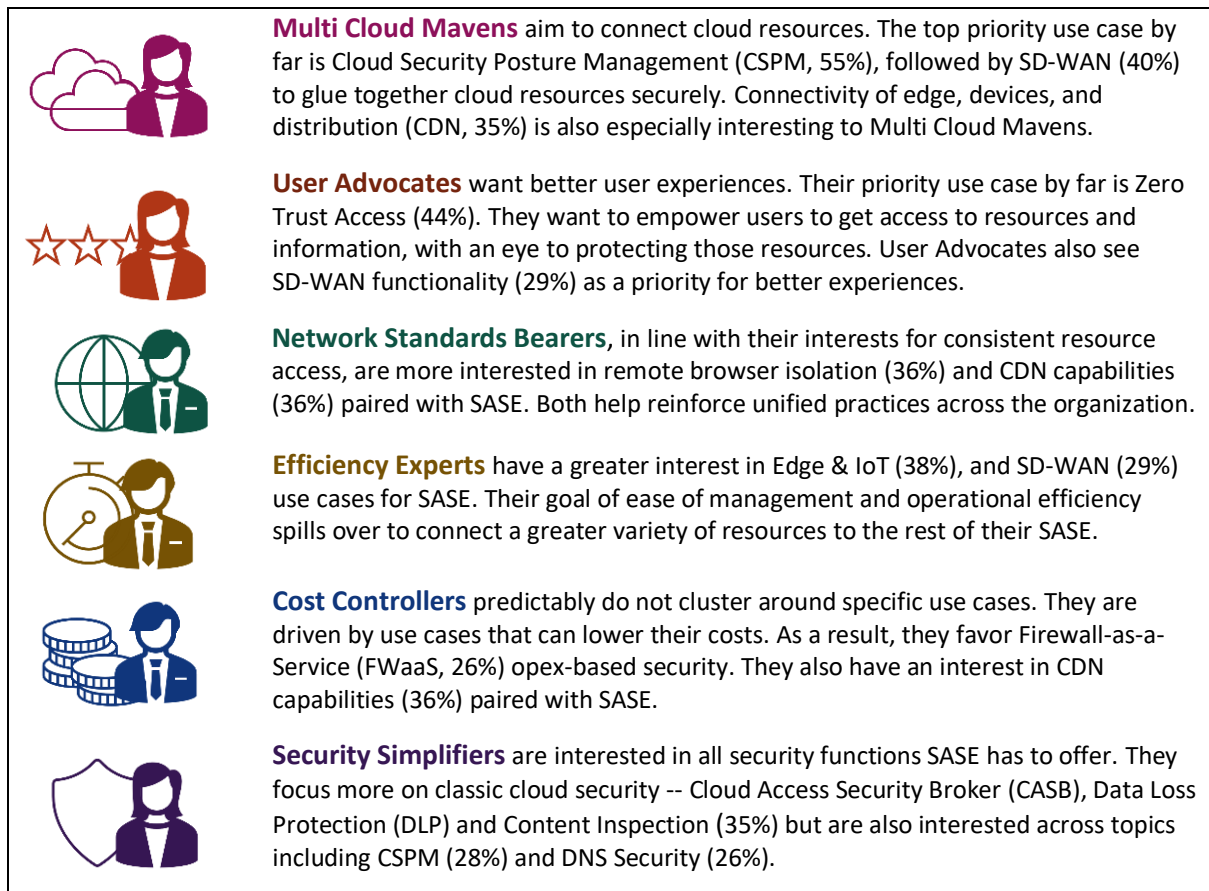 Multi Cloud Mavens aim to connect cloud resources. The top priority use case by
far is Cloud Security Posture Management (CSPM, 55%), followed by SD-WAN (40%)
to glue together cloud resources securely. Connectivity of edge, devices, and
distribution (CDN, 35%) is also especially interesting to Multi Cloud Mavens.
User Advocates want better user experiences. Their priority use case by far is Zero
Trust Access (44%). They want to empower users to get access to resources and
information, with an eye to protecting those resources. User Advocates also see
SD-WAN functionality (29%) as a priority for better experiences.
Network Standards Bearers, in line with their interests for consistent resource
access, are more interested in remote browser isolation (36%) and CDN capabilities
(36%) paired with SASE. Both help reinforce unified practices across the organization.
Efficiency Experts have a greater interest in Edge & IoT (38%), and SD-WAN (29%)
use cases for SASE. Their goal of ease of management and operational efficiency
spills over to connect a greater variety of resources to the rest of their SASE.
Cost Controllers predictably do not cluster around specific use cases. They are
driven by use cases that can lower their costs. As a result, they favor Firewall-as-a-
Service (FWaaS, 26%) opex-based security. They also have an interest in CDN
capabilities (36%) paired with SASE.
Security Simplifiers are interested in all security functions SASE has to offer. They
focus more on classic cloud security -- Cloud Access Security Broker (CASB), Data Loss
Protection (DLP) and Content Inspection (35%) but are also interested across topics
including CSPM (28%) and DNS Security (26%).